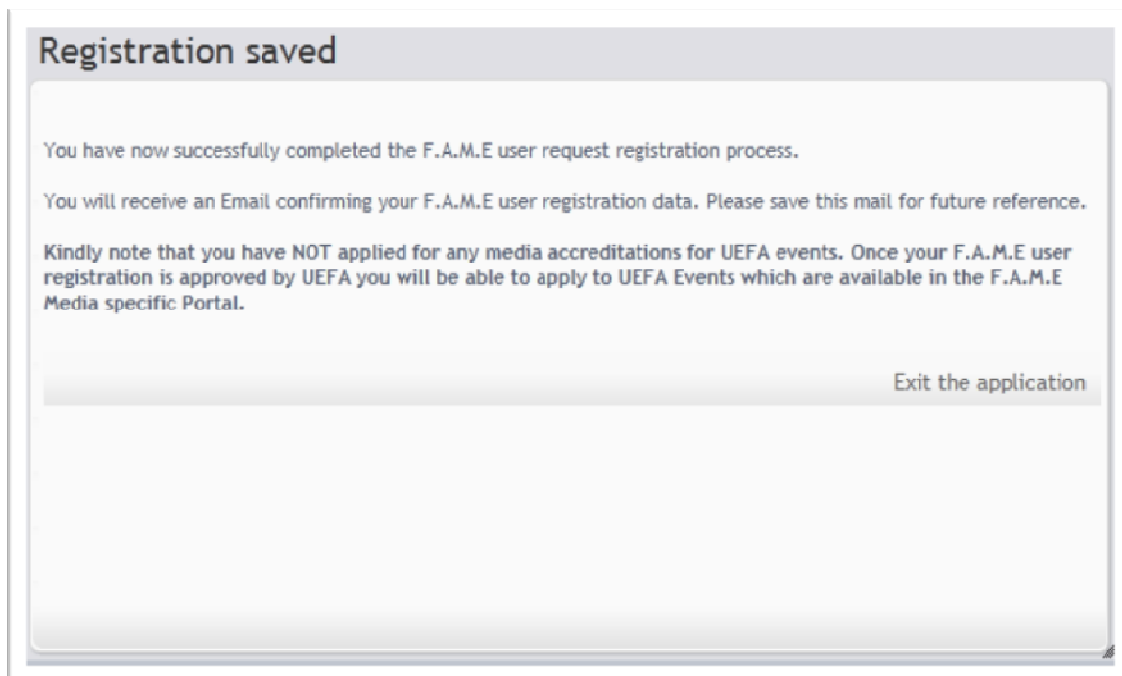 Registration saved
You have now successfully completed the F.A.M.E user request registration process.
You will receive an Email confirming your F.A.M.E user registration data. Please save this mail for future reference.
Kindly note that you have NOT applied for any media accreditations for UEFA events. Once your F.A.M.E user
registration is approved by UEFA you will be able to apply to UEFA Events which are available in the F.A.M.E
Media specific Portal.
Exit the application